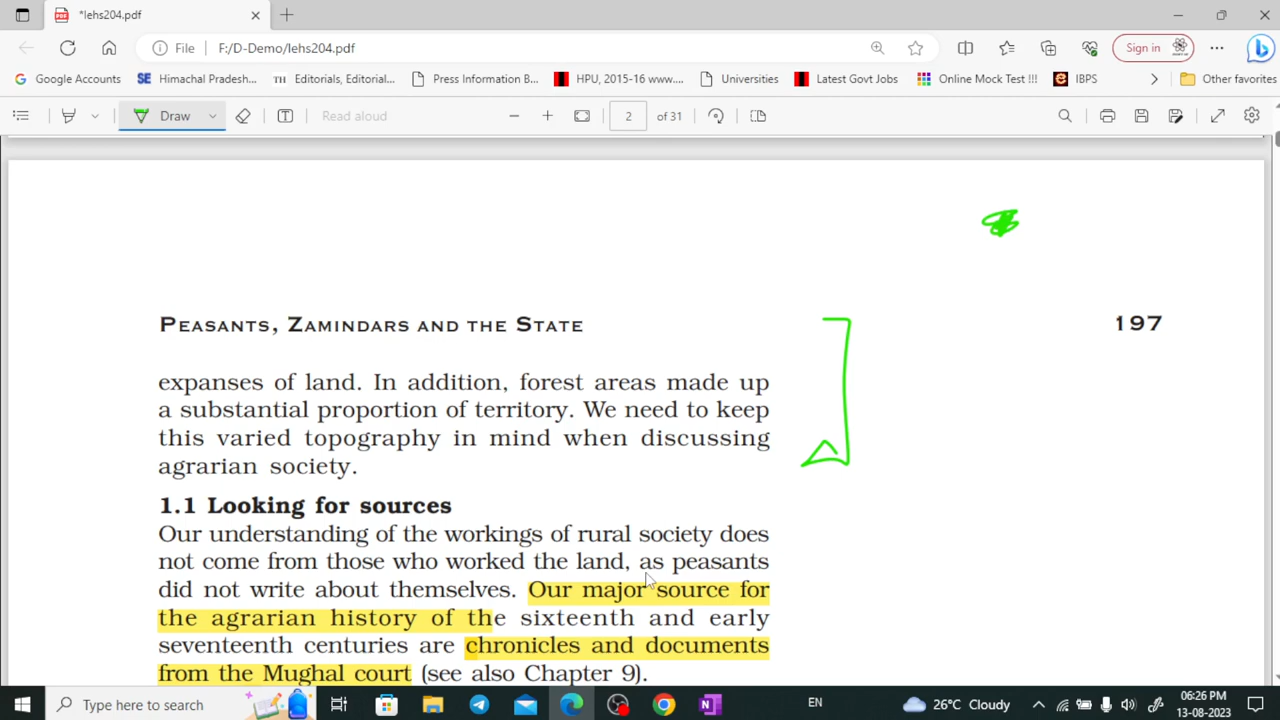 *lehs204.pdf
File F:/D-Demo/lehs204.pdf Sign in
Google Accounts SE Himachal Pradesh... TH Editorials, Editorial... Press Information B... HPU, 2015-16 www.... Universities Latest Govt Jobs Online Mock Test !!! IBPS Other favorites
Draw Read aloud 2 of 31
PEASANTS, ZAMINDARS AND THE STATE 197
expanses of land. In addition, forest areas made up
a substantial proportion of territory. We need to keep
this varied topography in mind when discussing
agrarian society.
1.1 Looking for sources
Our understanding of the workings of rural society does
not come from those who worked the land, as peasants
did not write about themselves. Our major source for
the agrarian history of the sixteenth and early
seventeenth centuries are chronicles and documents
from the Mughal court (see also Chapter 9).
Type here to search EN 26°C Cloudy 06:26 PM
13-08-2023